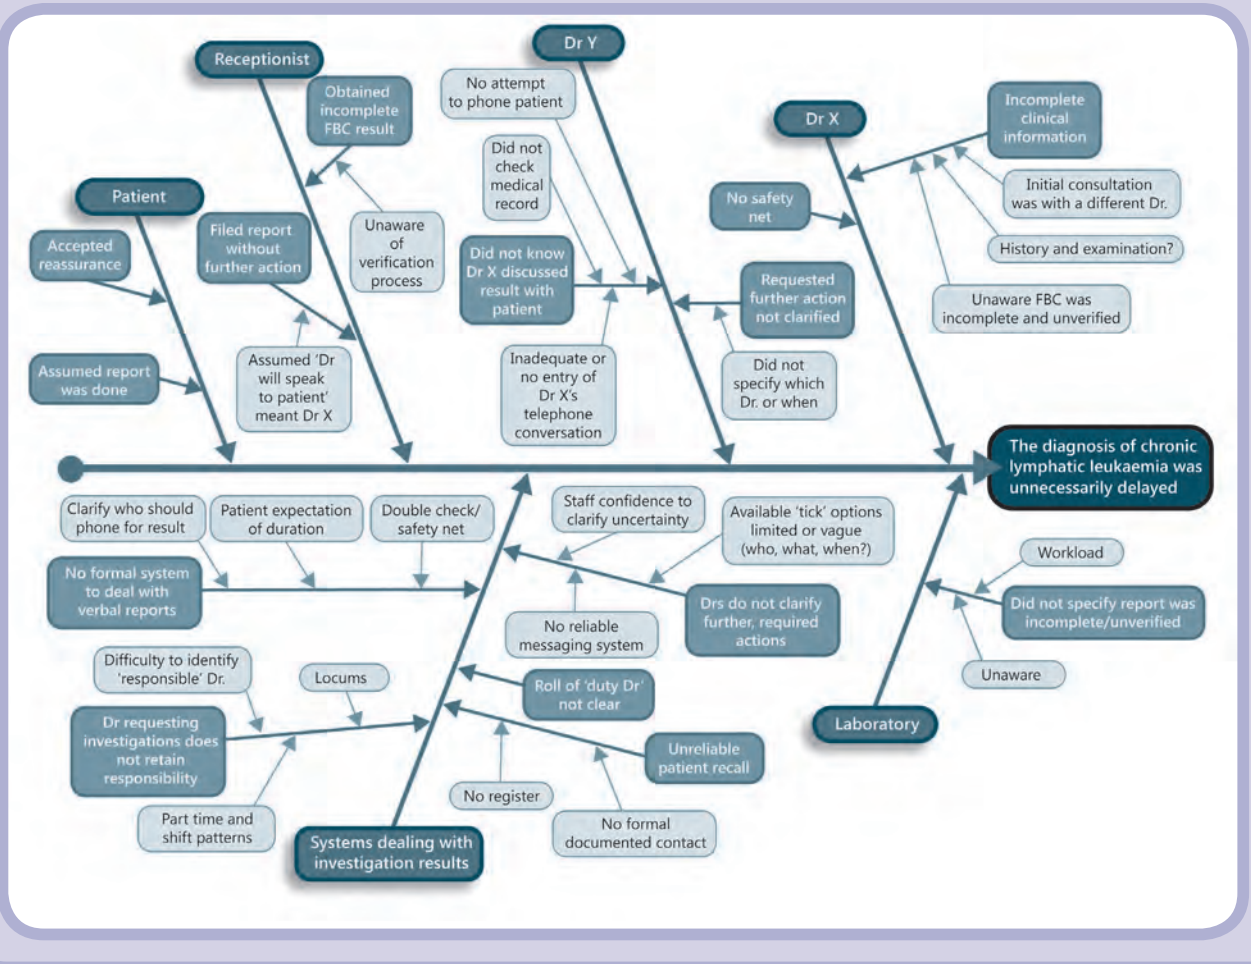 Dr Y
Receptionist
No attempt
to phone patient
Obtained
incomplete
FBC result
Dr X
Incomplete
clinical
information
Did not
check
medical
record
Patient
No safety
net
Initial consultation
was with a different Dr.
Accepted
reassurance
Filed report
without
further action
Unaware
of
verification
process
Did not know
Dr X discussed
result with
patient
History and examination?
Requested
further action
not clarified
Unaware FBC was
incomplete and unverified
Assumed report
was done
Assumed ‘Dr
will speak
to patient’
meant Dr X
Inadequate or
no entry of
Dr X’s
telephone
conversation
Did not
specify which
Dr. or when
The diagnosis of chronic
lymphatic leukaemia was
unnecessarily delayed
Clarify who should
phone for result
Patient expectation
of duration
Double check/
safety net
Staff confidence to
clarify uncertainty
Available ‘tick’ options
limited or vague
(who, what, when?)
Workload
No formal system
to deal with
verbal reports
Drs do not clarify
further, required
actions
Did not specify report was
incomplete/unverified
No reliable
messaging system
Difficulty to identify
‘responsible’ Dr.
Locums
Unaware
Roll of ‘duty Dr’
not clear
Dr requesting
investigations does
not retain
responsibility
Laboratory
Unreliable
patient recall
No register
Part time and
shift patterns
No formal
documented contact
Systems dealing with
investigation results